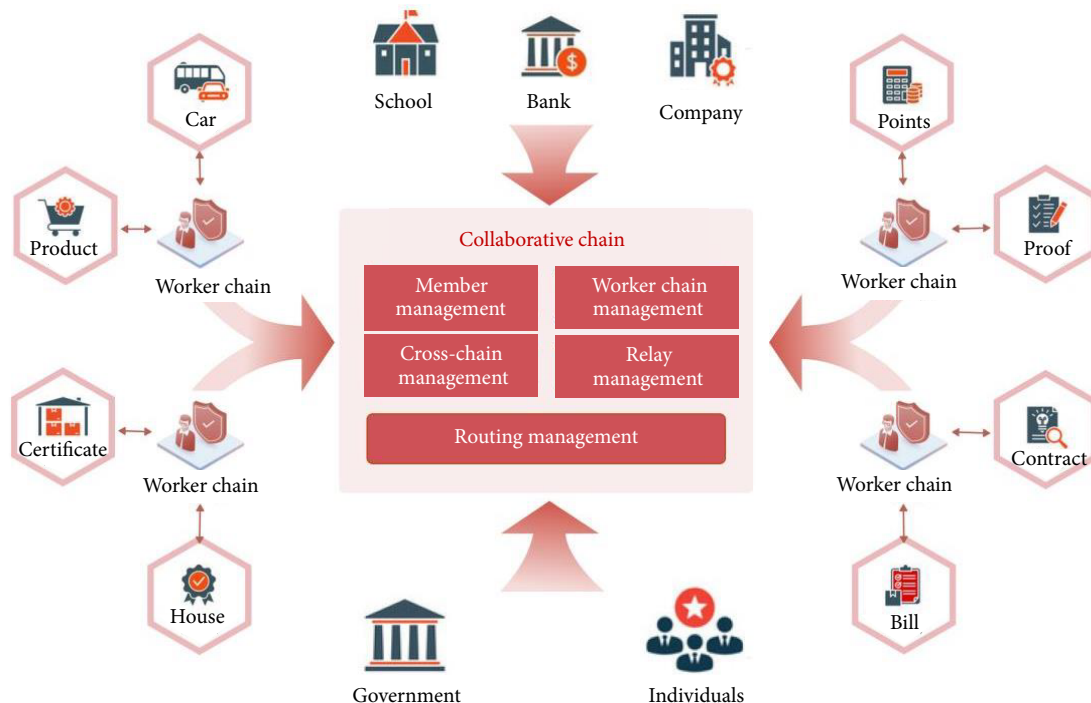 School
Bank
Company
Car
Points
Product
Proof
Worker chain
Worker chain
Collaborative chain
Member
management
Worker chain
management
Cross-chain
management
Relay
management
Routing management
Certificate
Contract
Worker chain
Worker chain
House
Bill
Government
Individuals